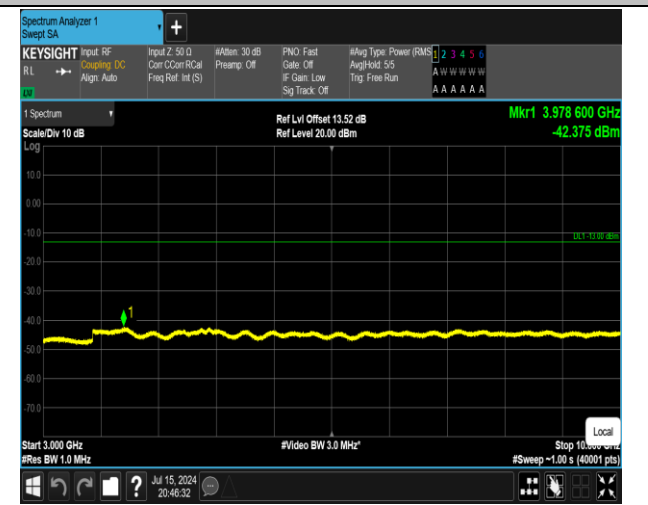 Spectrum Analyzer 1
Swept SA
+
KEYSIGHT Input: RF Input Z: 50 Ω #Atten: 30 dB PNO: Fast #Avg Type: Power (RMS 1 2 3 4 5 6
RL Coupling: DC Corr CCorr RCal Preamp: Off Gate: Off Avg|Hold: 5/5 A W W W W W
Align: Auto Freq Ref: Int (S) IF Gain: Low Trig: Free Run
Sig Track: Off A A A A A A
1 Spectrum Ref Lvl Offset 13.52 dB Mkr1 3.978 600 GHz
Scale/Div 10 dB Ref Level 20.00 dBm -42.375 dBm
Log
10.0
0.00
-10.0
DL1 -13.00 dBm
-20.0
-30.0
-40.0
1
-50.0
-60.0
-70.0
Local
Start 3.000 GHz #Video BW 3.0 MHz* Stop
#Res BW 1.0 MHz #Sweep ~1.00 s (40001 pts)
? Jul 15, 2024
20:46:32